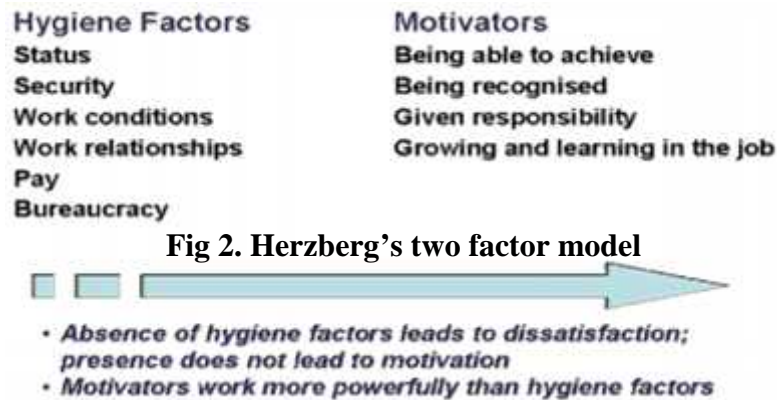 Hygiene Factors
Status
Security
Work conditions
Work relationships
Pay
Bureaucracy
Motivators
Being able to achieve
Being recognised
Given responsibility
Growing and learning in the job
Fig 2. Herzberg's two factor model
• Absence of hygiene factors leads to dissatisfaction;
presence does not lead to motivation
• Motivators work more powerfully than hygiene factors